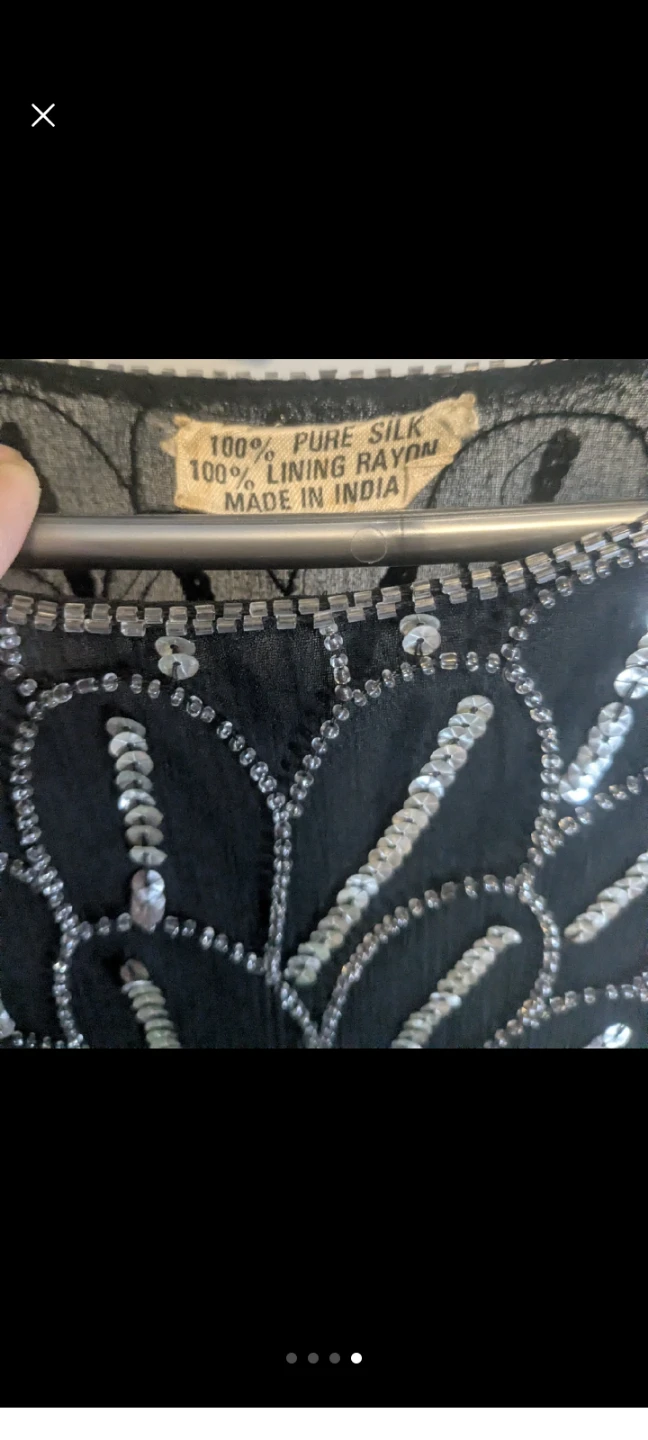 100% PURE SILK
100% LINING RAYON
MADE IN INDIA